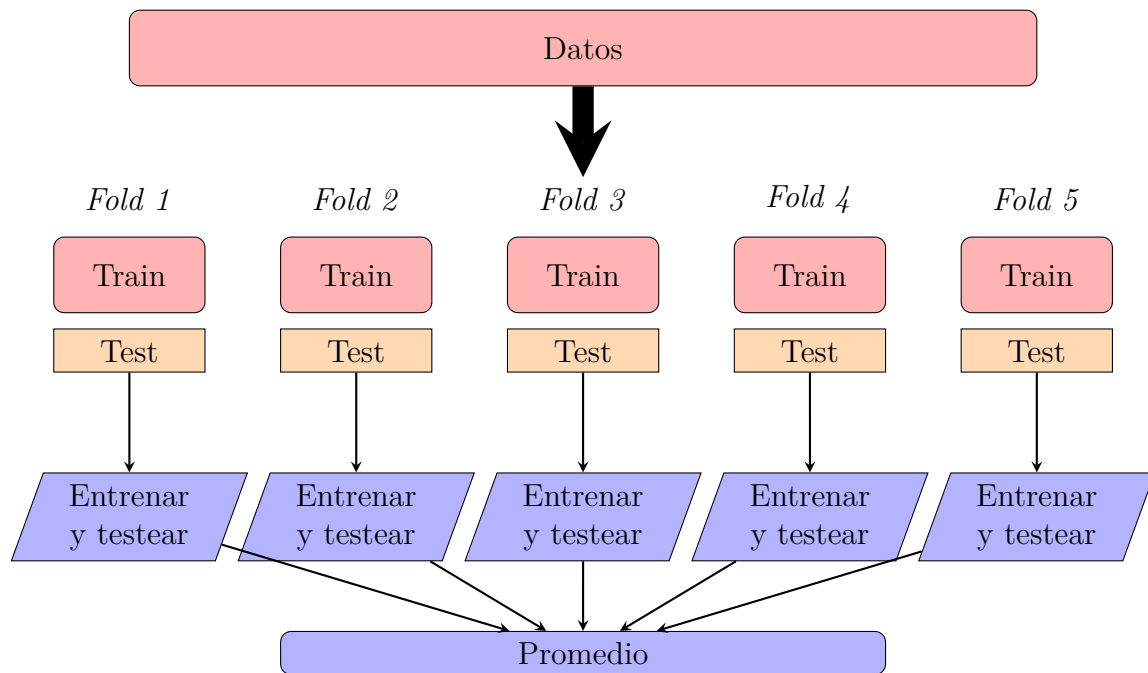 Datos
Fold 1
Fold 2
Fold 3
Fold 4
Fold 5
Train
Train
Train
Train
Train
Test
Test
Test
Test
Test
Entrenar
y testear
Entrenar
y testear
Entrenar
y testear
Entrenar
y testear
Entrenar
y testear
Promedio